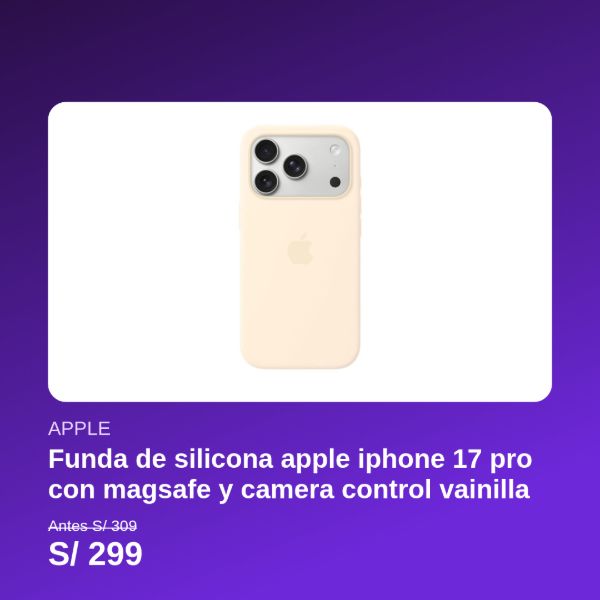 APPLE
Funda de silicona apple iphone 17 pro
con magsafe y camera control vainilla
Antes S/ 309
S/ 299